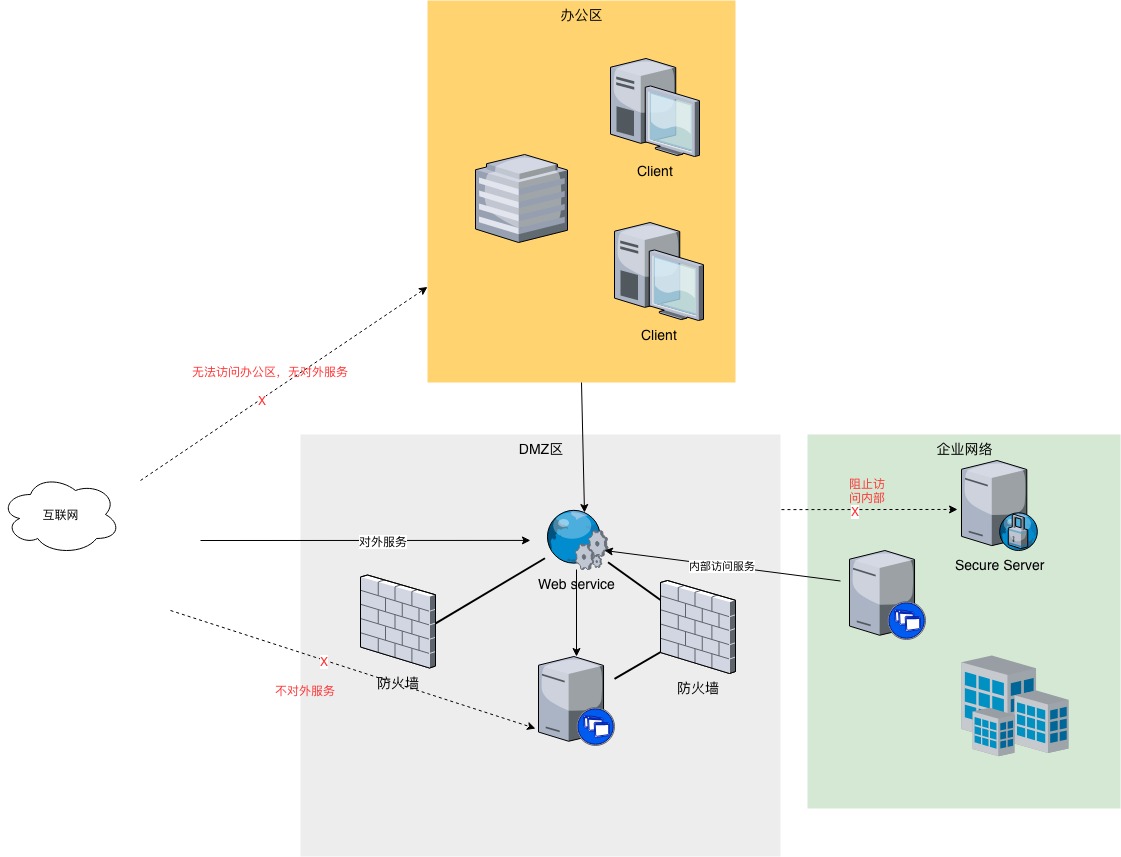 办公区
Client
Client
无法访问办公区，无对外服务
X
DMZ区
企业网络
阻止访
问内部
X
互联网
对外服务
Web service
内部访问服务
Secure Server
防火墙
防火墙
X
不对外服务